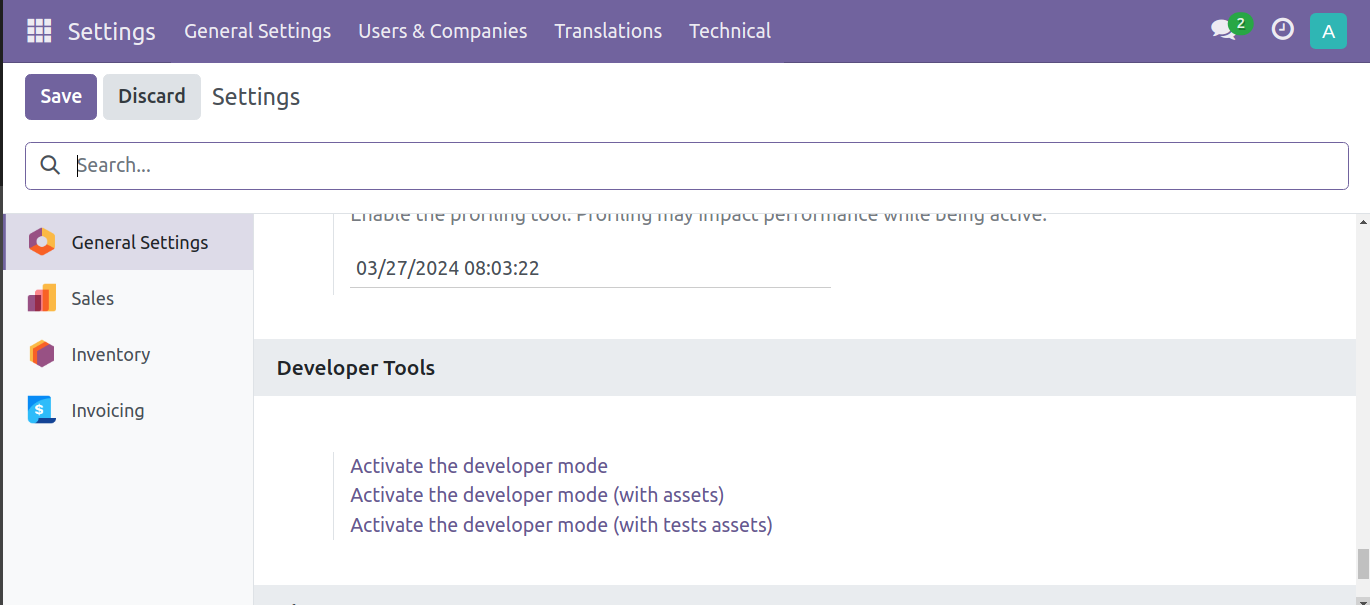 Settings General Settings Users & Companies Translations Technical 2 A
Save Discard Settings
Search...
General Settings
Sales
Inventory
Invoicing
Enable the profiling tool. Profiling may impact performance while being active.
03/27/2024 08:03:22
Developer Tools
Activate the developer mode
Activate the developer mode (with assets)
Activate the developer mode (with tests assets)